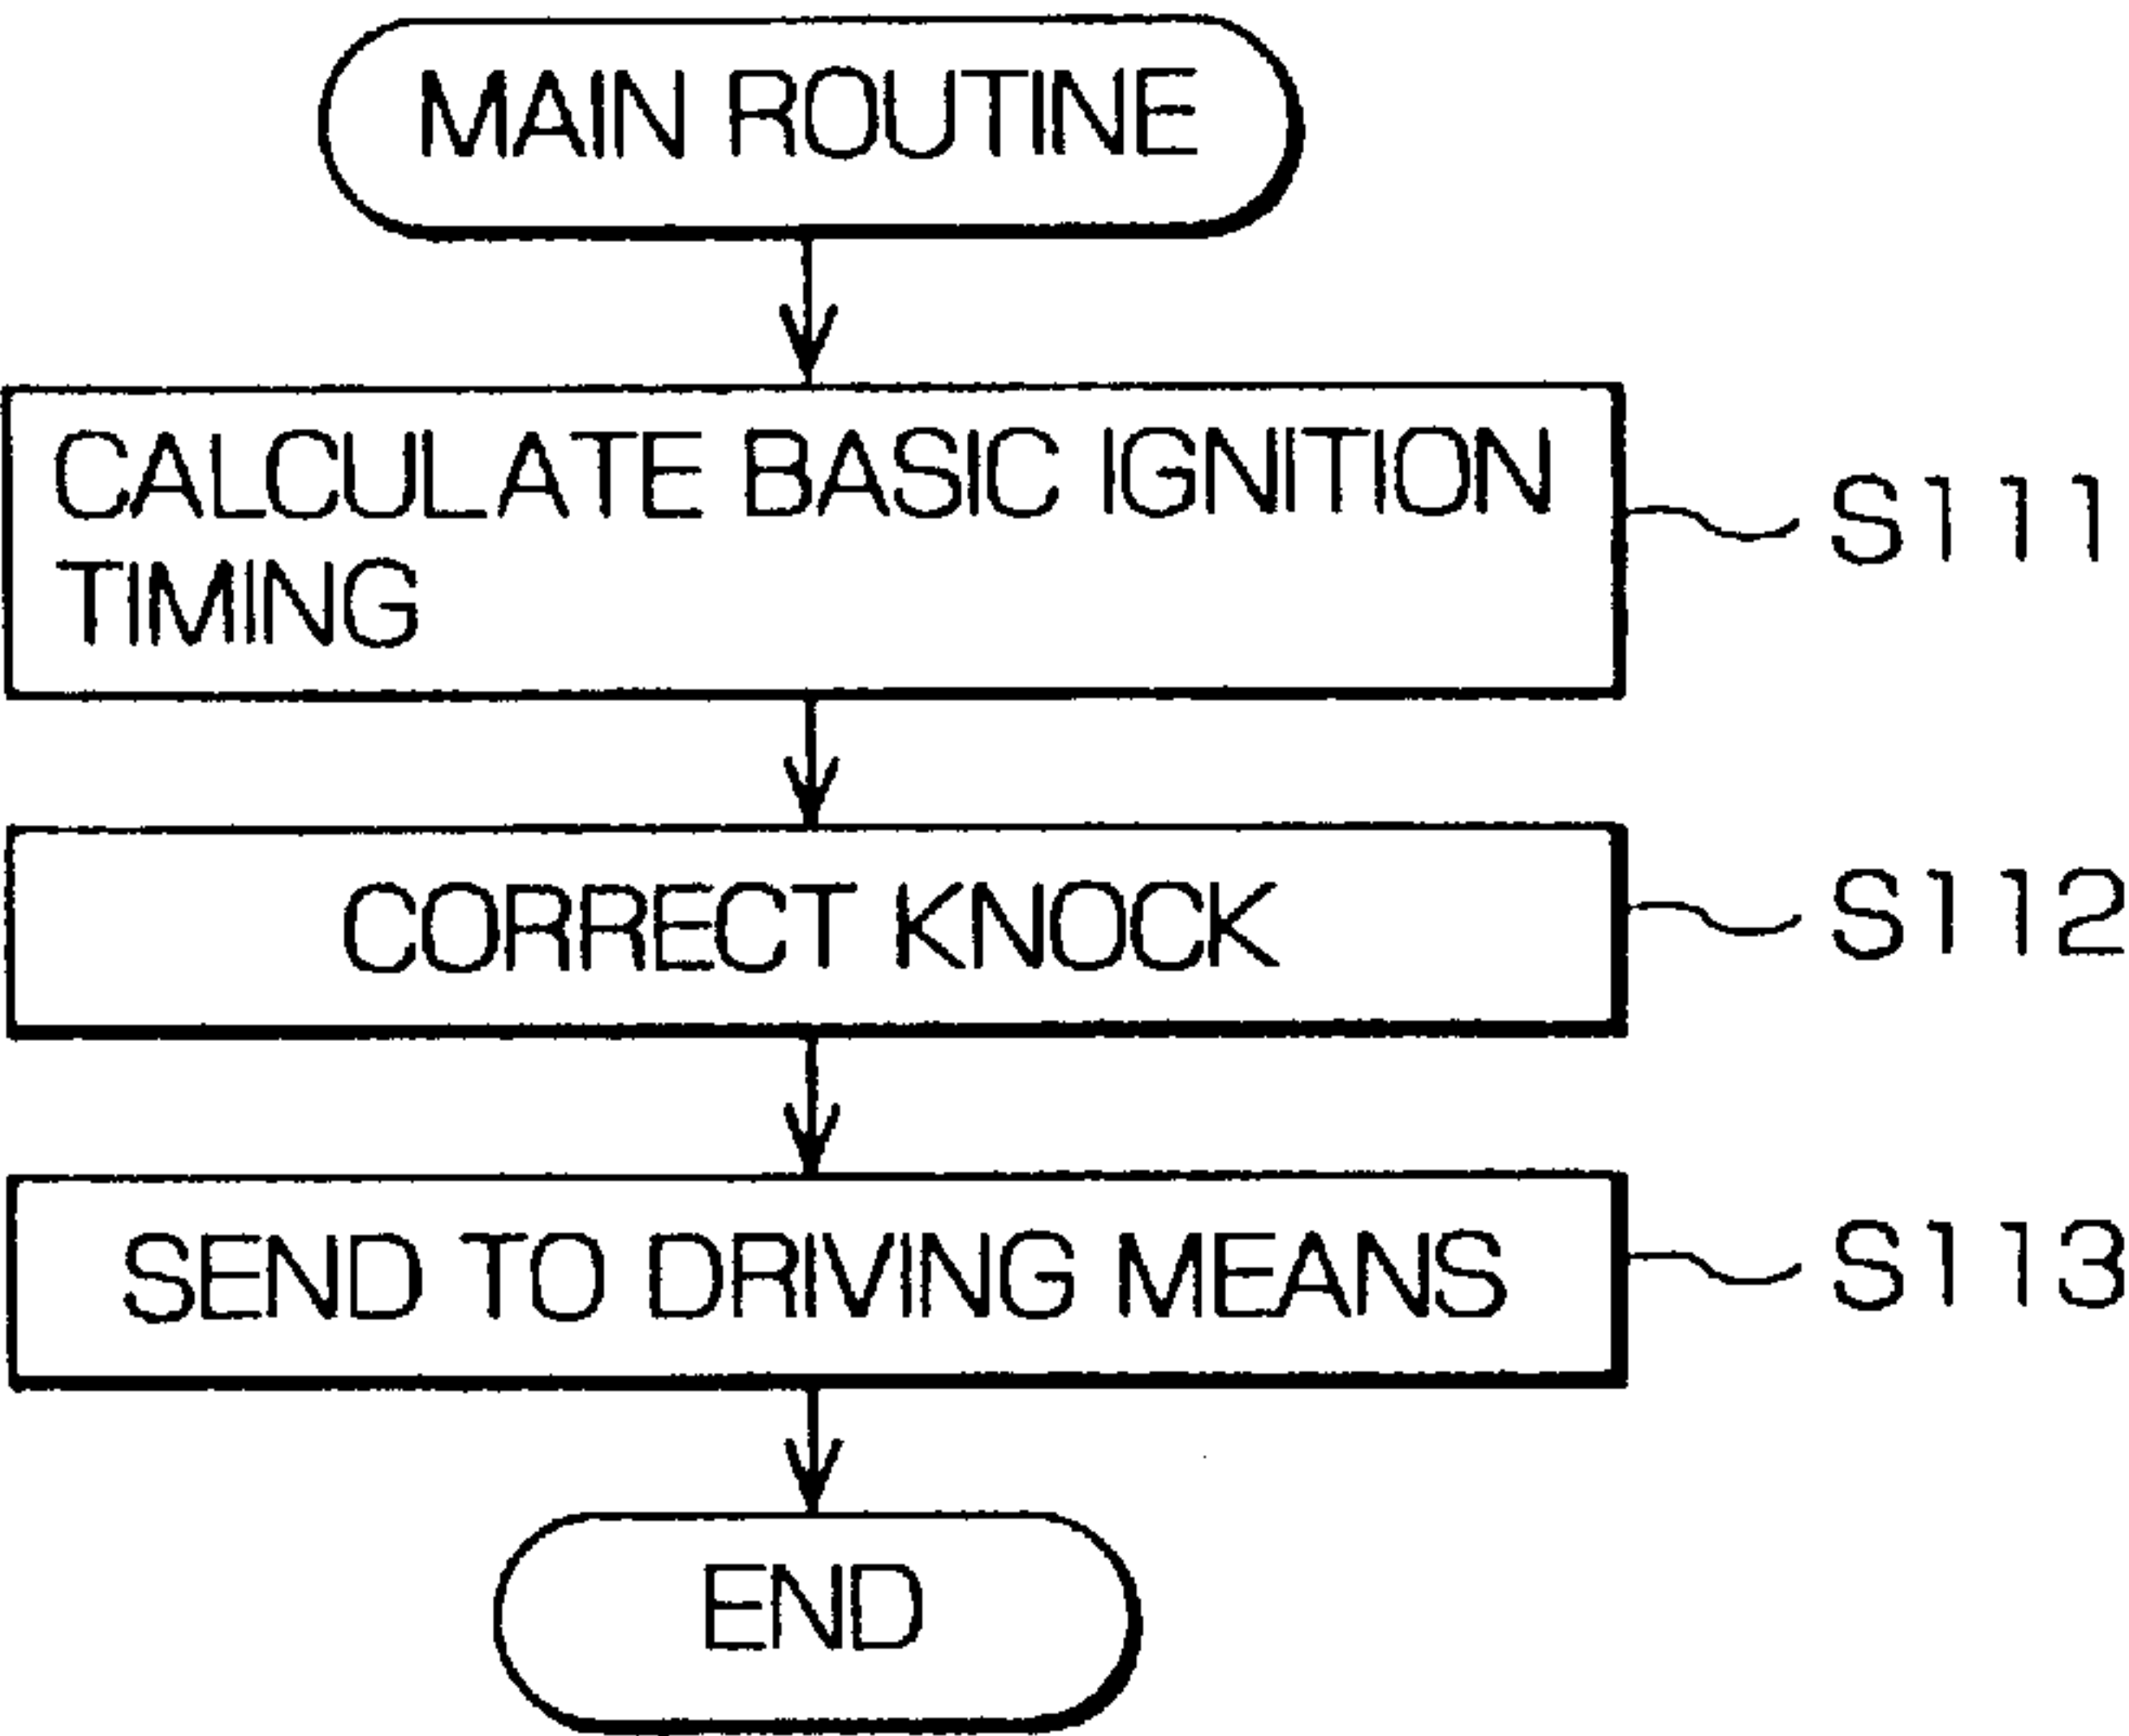 MAIN ROUTINE
CALCULATE BASIC IGNITION
TIMING
S111
CORRECT KNOCK
S112
SEND TO DRIVING MEANS
S113
END